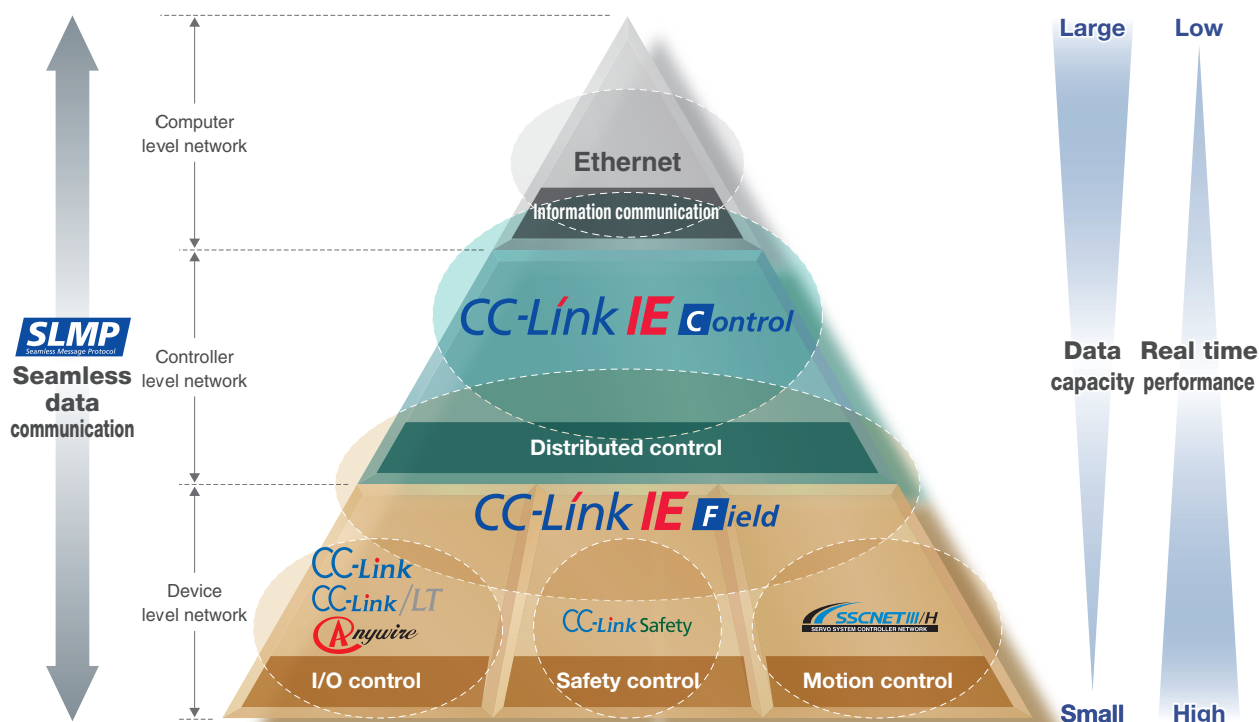 Large
Low
Computer
level network
Ethernet
Information communication
CC-Link IE Control
SLMP
Seamless Message Protocol
Seamless
data
communication
Controller
level network
Data
capacity
Real time
performance
Distributed control
CC-Link IE Field
Device
level network
CC-Link
CC-Link/LT
Anywire
CC-Link Safety
SSCNETIII/H
SERVO SYSTEM CONTROLLER NETWORK
I/O control
Safety control
Motion control
Small
High